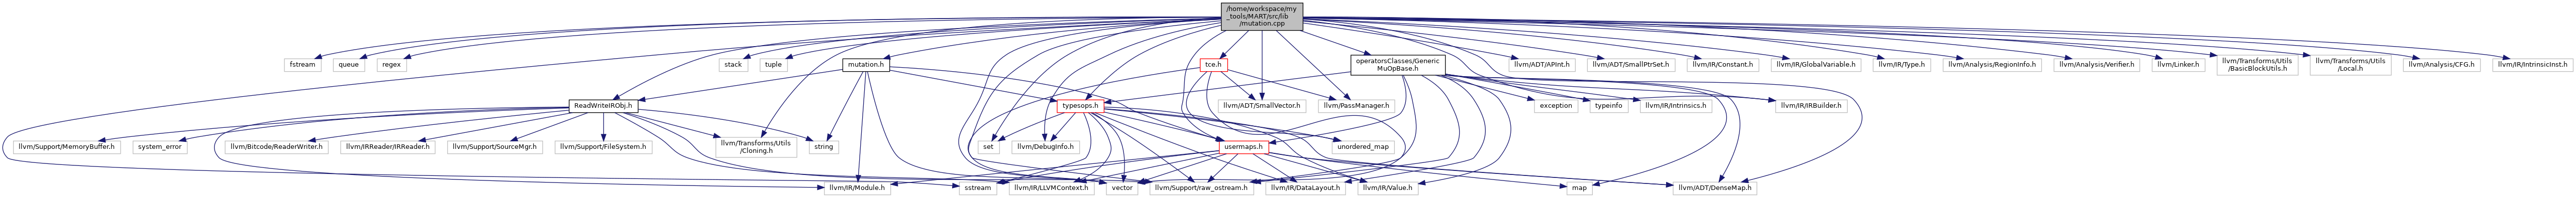 /home/workspace/my
_tools/MART/src/lib
/mutation.cpp
fstream
queue
regex
stack
tuple
mutation.h
tce.h
operatorsClasses/Generic
MuOpBase.h
llvm/ADT/APInt.h
llvm/ADT/SmallPtrSet.h
llvm/IR/Constant.h
llvm/IR/GlobalVariable.h
llvm/IR/Type.h
llvm/Analysis/RegionInfo.h
llvm/Analysis/Verifier.h
llvm/Linker.h
llvm/Transforms/Utils
/BasicBlockUtils.h
llvm/Transforms/Utils
/Local.h
llvm/Analysis/CFG.h
llvm/IR/IntrinsicInst.h
ReadWriteIRObj.h
typesops.h
llvm/ADT/SmallVector.h
llvm/PassManager.h
exception
typeinfo
llvm/IR/Intrinsics.h
llvm/IR/IRBuilder.h
llvm/Support/MemoryBuffer.h
system_error
llvm/Bitcode/ReaderWriter.h
llvm/IRReader/IRReader.h
llvm/Support/SourceMgr.h
llvm/Support/FileSystem.h
llvm/Transforms/Utils
/Cloning.h
string
set
llvm/DebugInfo.h
usermaps.h
unordered_map
llvm/IR/Module.h
sstream
llvm/IR/LLVMContext.h
vector
llvm/Support/raw_ostream.h
llvm/IR/DataLayout.h
llvm/IR/Value.h
map
llvm/ADT/DenseMap.h